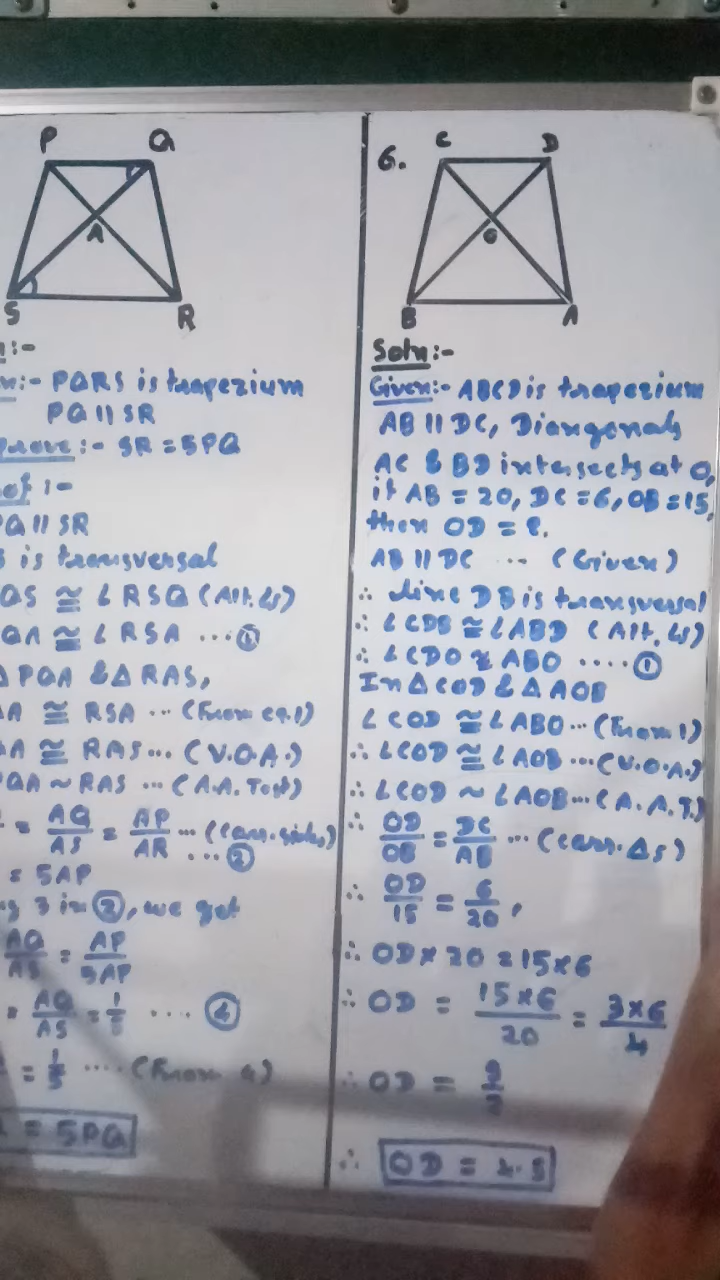 P Q
A
S R
:-
:- PQRS is trapezium
PQ || SR
prove :- SR = 5PQ
:-
PQ || SR
is transversal
QS ≅ ∠RSQ (Alt. ∠s)
QA ≅ ∠RSA ... ①
Δ PQA & Δ RAS,
A ≅ RSA ... (From eq.1)
A ≅ RAS ... (V.O.A.)
PQA ~ RAS ... (A.A. Test)
= AQ/AS = AP/AR ... (Corr. sides)
... ②
= 5AP
3 in ②, we get
AQ/AS = AP/5AP
= AQ/AS = 1/5 .... ④
= 1/5 .... (From 4)
= 5PQ
6.
C D
O
B A
Soln :-
Given :- ABCD is trapezium
AB || DC, Diangonals
AC & BD intersects at O,
if AB = 20, DC = 6, OB = 15,
then OD = ?.
AB || DC ... (Given)
∴ Line DB is transversal
∴ ∠CDB ≅ ∠ABD (Alt. ∠s)
∴ ∠CDO ≅ ABO .... ①
In Δ COD & Δ AOB
∠COD ≅ ∠ABO ... (From 1)
∴ ∠COD ≅ ∠AOB ... (V.O.A.)
∴ ∠COD ~ ∠AOB ... (A.A.T.)
∴ OD/OB = DC/AB ... (Corr. Δs)
∴ OD/15 = 6/20,
∴ OD × 20 = 15×6
∴ OD = 15×6/20 = 3×6/4
∴ OD = 9/2
∴ OD = 4.5